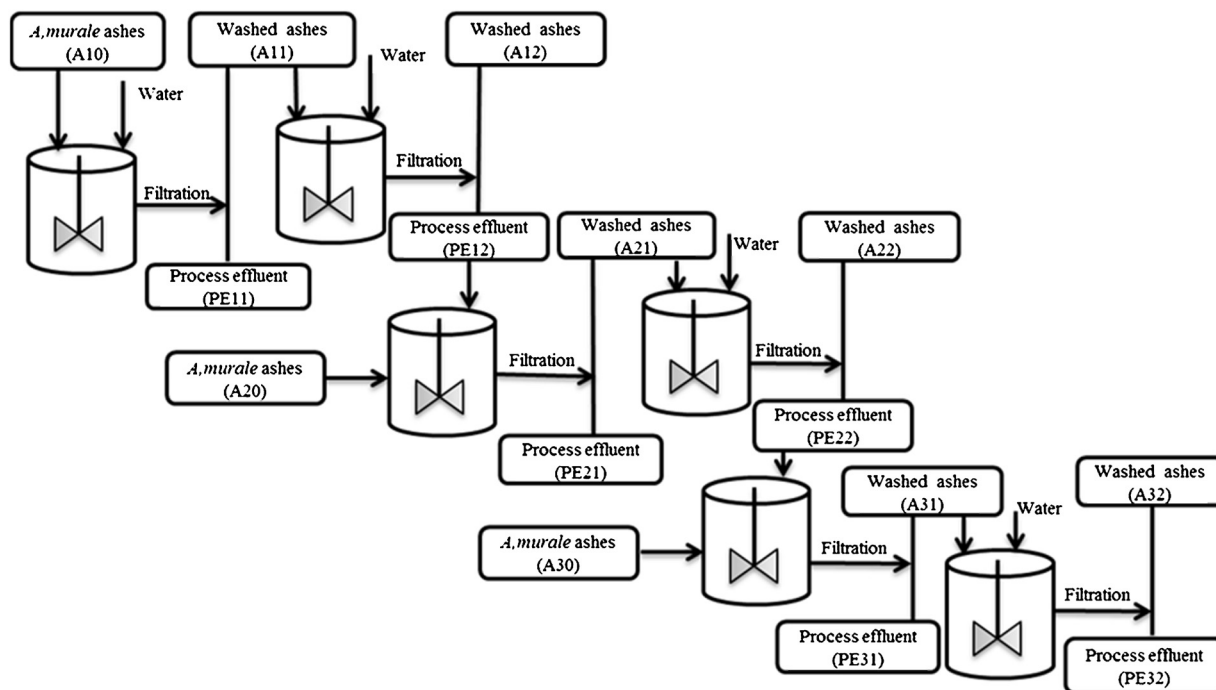 A,murale ashes
(A10)
Washed ashes
(A11)
Washed ashes
(A12)
Water
Water
Filtration
Filtration
Process effluent
(PE11)
Process effluent
(PE12)
Washed ashes
(A21)
Washed ashes
(A22)
Water
A,murale ashes
(A20)
Filtration
Filtration
Process effluent
(PE21)
Process effluent
(PE22)
Washed ashes
(A31)
Washed ashes
(A32)
Water
A,murale ashes
(A30)
Filtration
Filtration
Process effluent
(PE31)
Process effluent
(PE32)